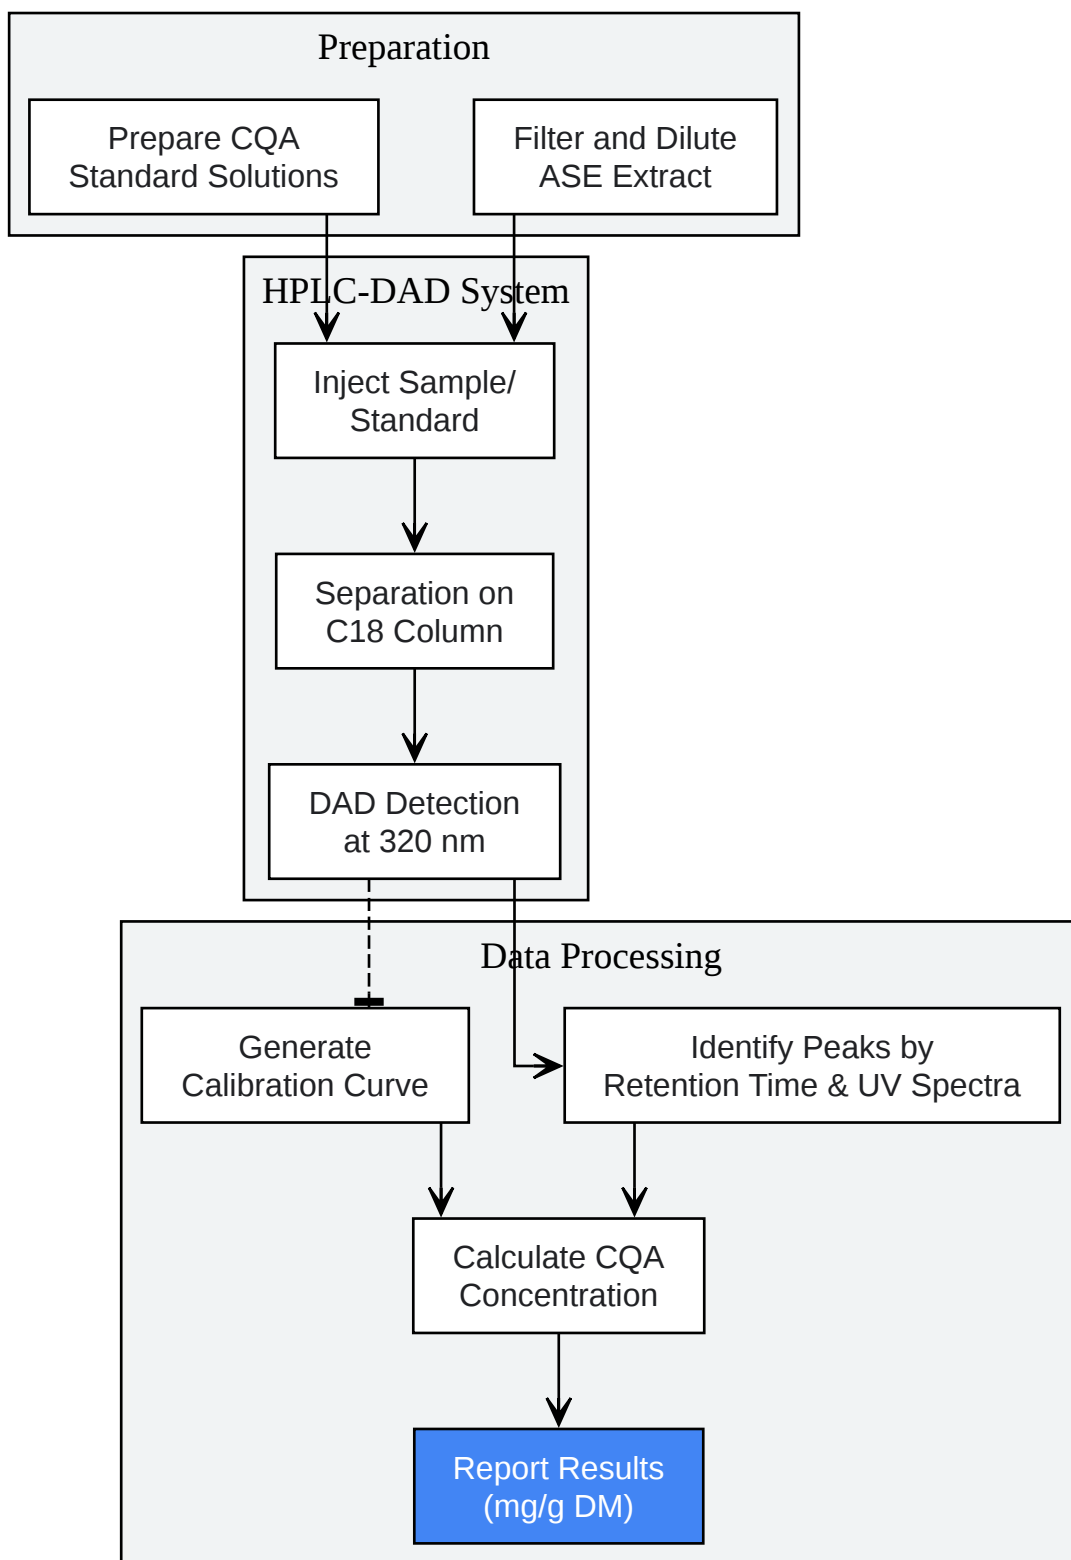 Preparation
Prepare CQA
Standard Solutions
Filter and Dilute
ASE Extract
HPLC-DAD System
Inject Sample/
Standard
Separation on
C18 Column
DAD Detection
at 320 nm
Data Processing
Generate
Calibration Curve
Identify Peaks by
Retention Time & UV Spectra
Calculate CQA
Concentration
Report Results
(mg/g DM)